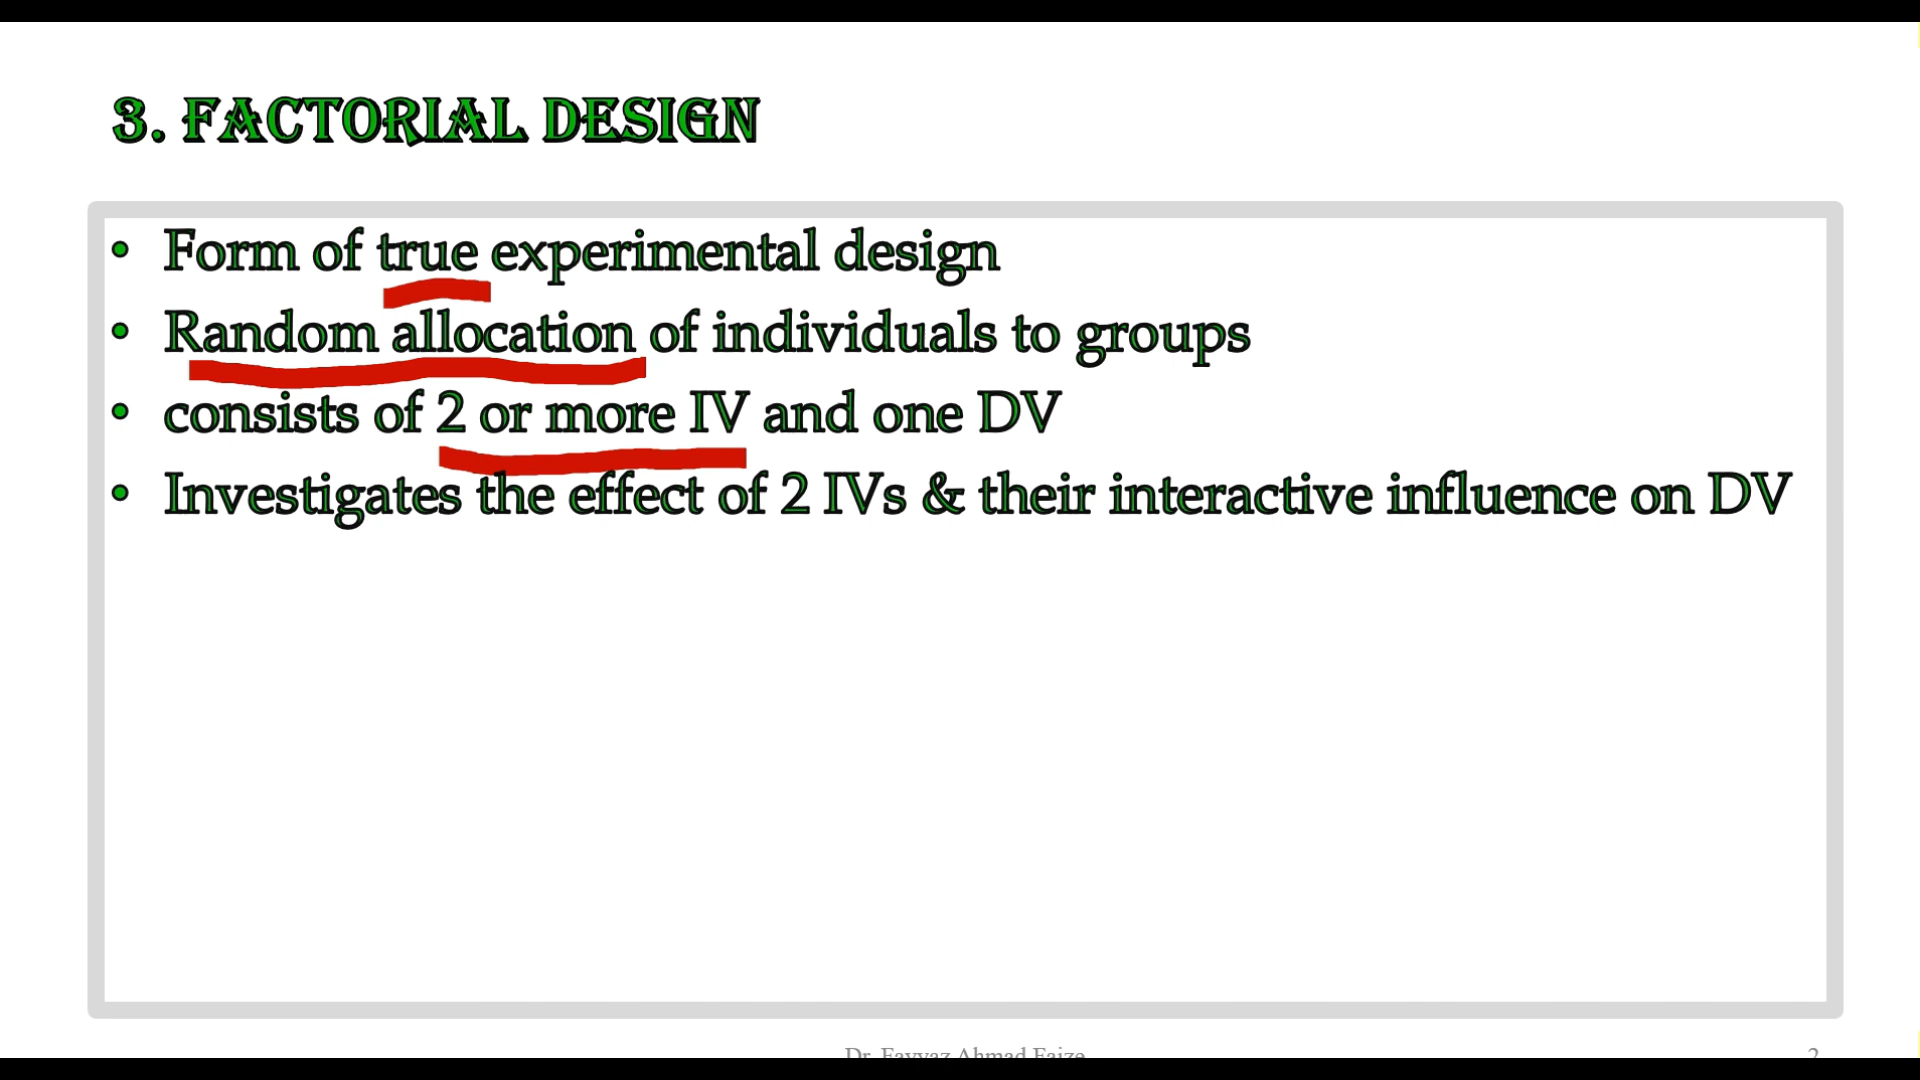 3. FACTORIAL DESIGN
• Form of true experimental design
• Random allocation of individuals to groups
• consists of 2 or more IV and one DV
• Investigates the effect of 2 IVs & their interactive influence on DV
Dr. Fayyaz Ahmad Faize
2